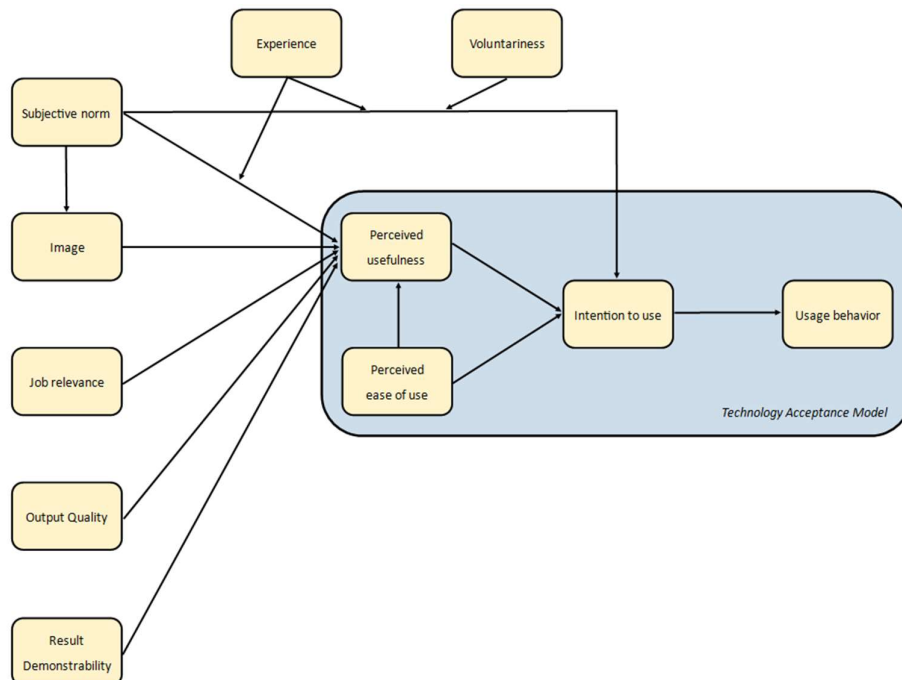 Experience
Voluntariness
Subjective norm
Image
Perceived
usefulness
Intention to use
Usage behavior
Job relevance
Perceived
ease of use
Technology Acceptance Model
Output Quality
Result
Demonstrability